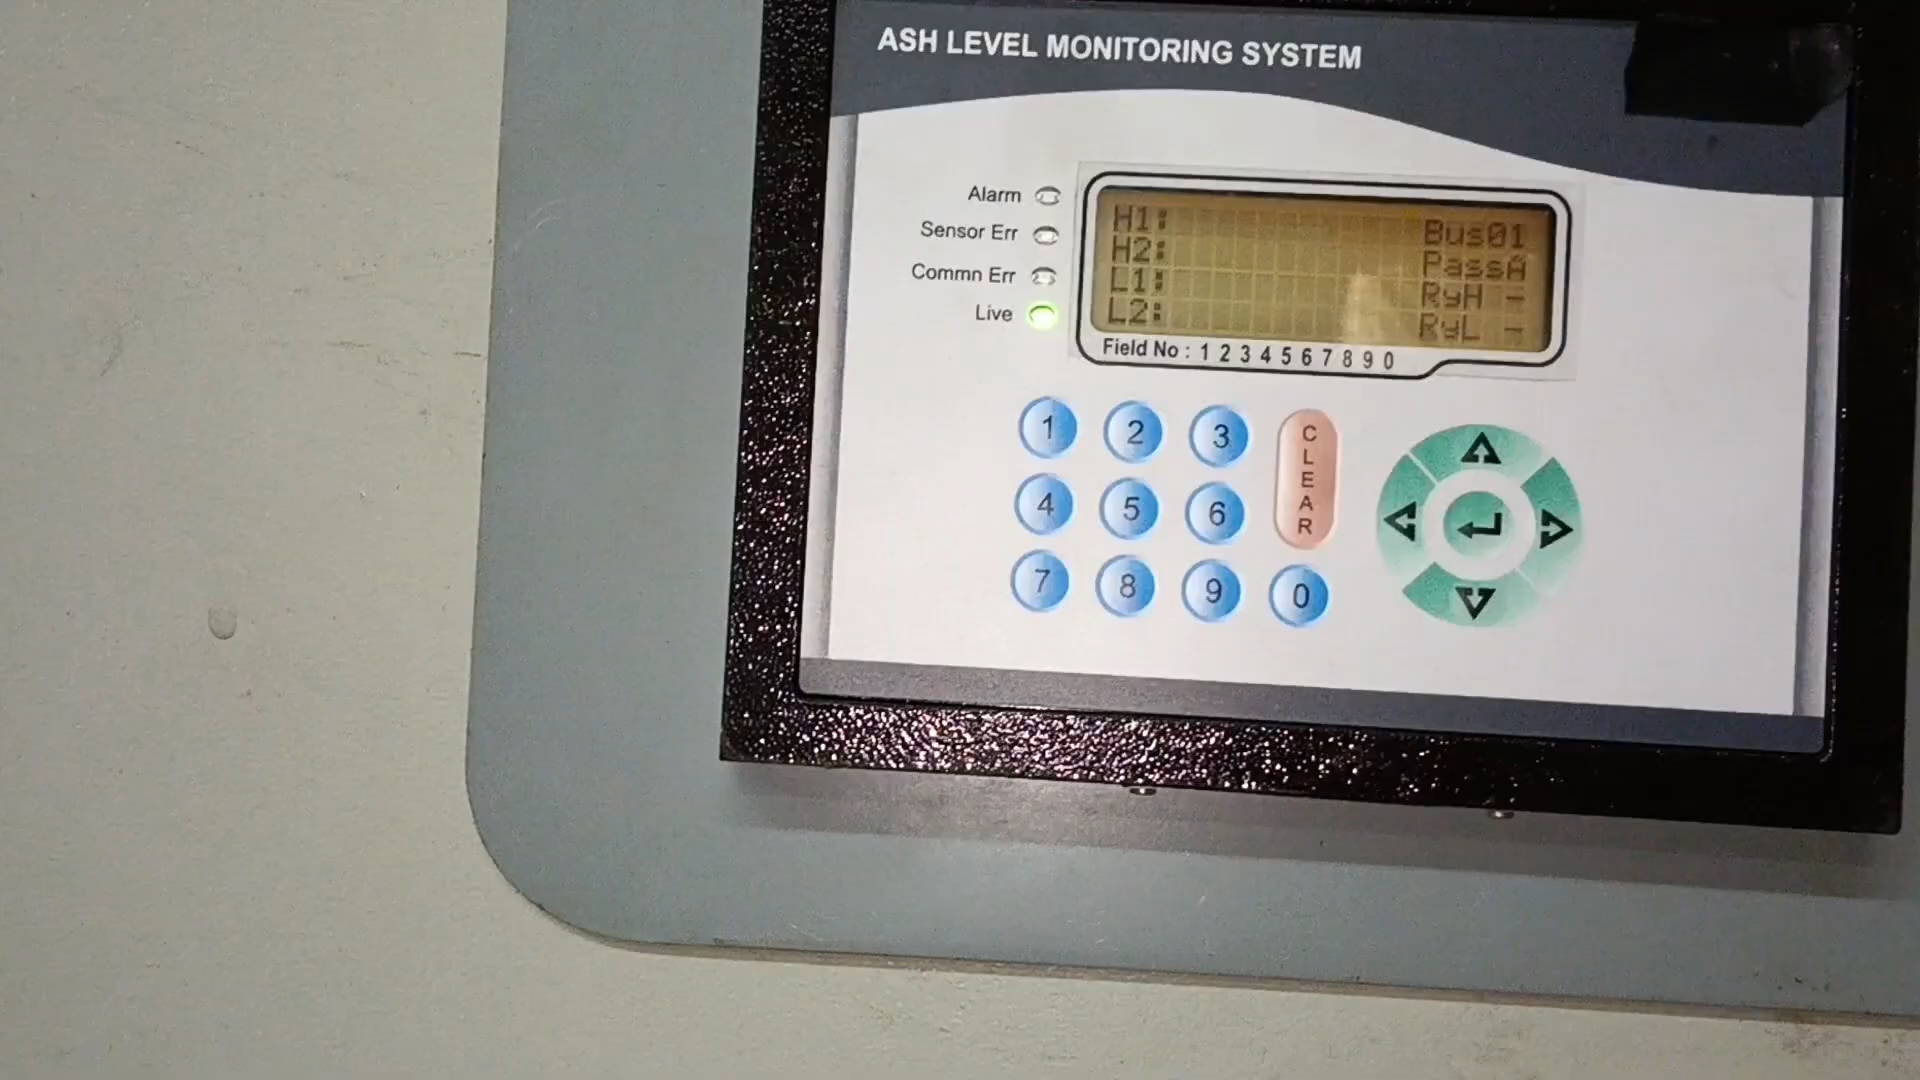 ASH LEVEL MONITORING SYSTEM
Alarm
Sensor Err
Commn Err
Live
H1: Bus01
H2: PassA
L1: RyH -
L2: RyL -
Field No : 1 2 3 4 5 6 7 8 9 0
1 2 3
4 5 6
7 8 9 0
CLEAR